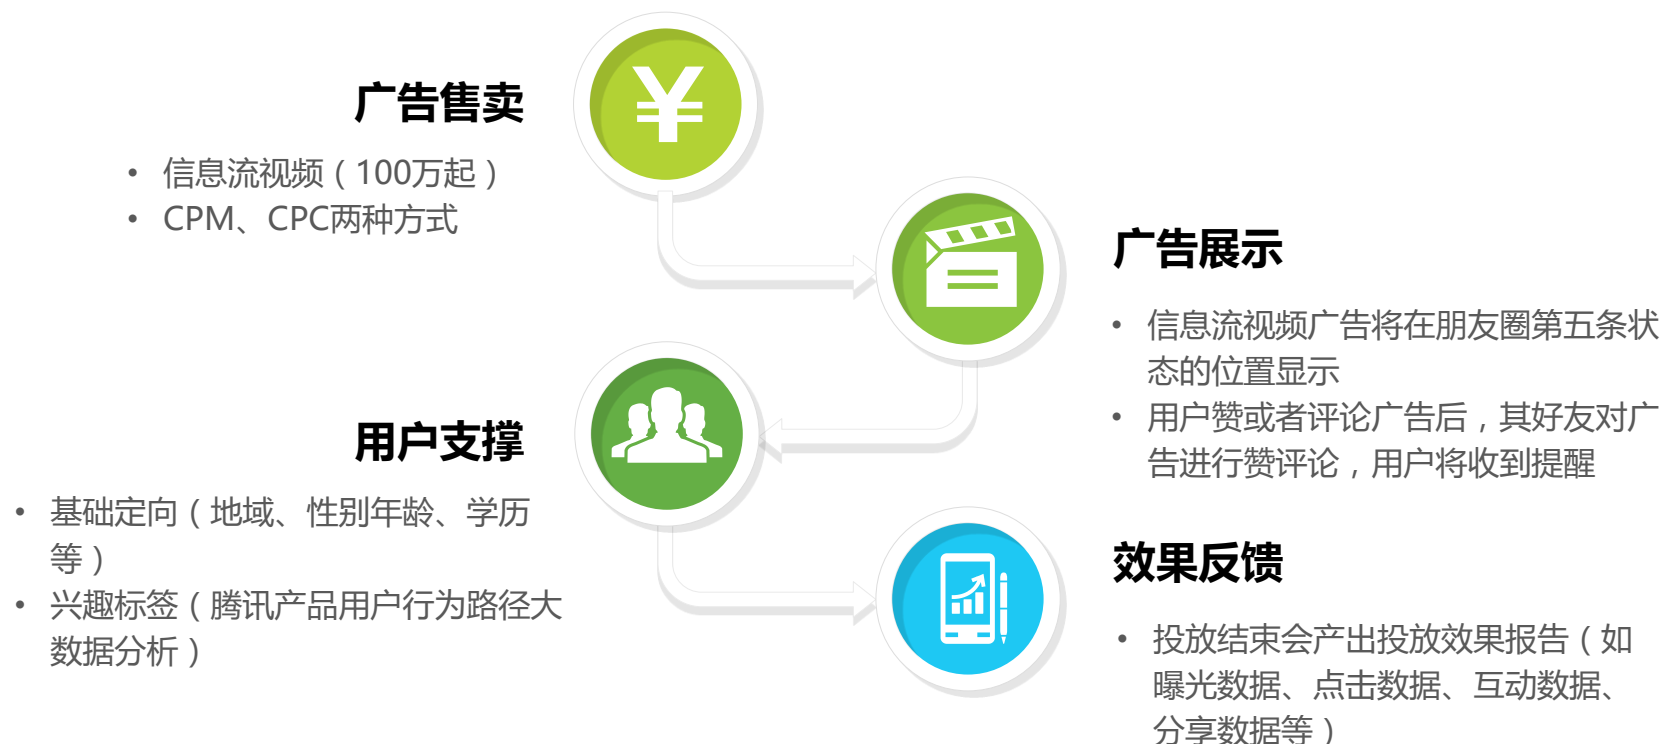 广告售卖
• 信息流视频（100万起）
• CPM、CPC两种方式
广告展示
• 信息流视频广告将在朋友圈第五条状
态的位置显示
• 用户赞或者评论广告后，其好友对广
告进行赞评论，用户将收到提醒
用户支撑
• 基础定向（地域、性别年龄、学历
等）
• 兴趣标签（腾讯产品用户行为路径大
数据分析）
效果反馈
• 投放结束会产出投放效果报告（如
曝光数据、点击数据、互动数据、
分享数据等）